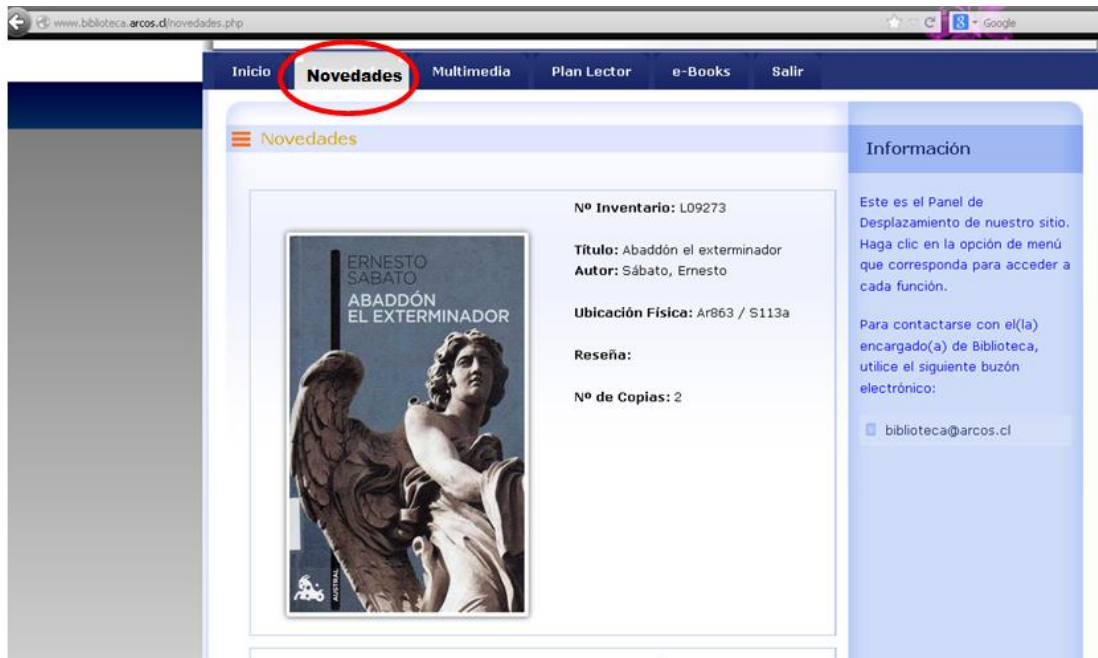 www.biblioteca.arcos.cl/novedades.php
Google
Inicio
Novedades
Multimedia
Plan Lector
e-Books
Salir
Novedades
Nº Inventario: L09273
Título: Abaddón el exterminador
Autor: Sábato, Ernesto
Ubicación Física: Ar863 / S113a
Reseña:
Nº de Copias: 2
ERNESTO
SABATO
ABADDÓN
EL EXTERMINADOR
AUSTRAL
Información
Este es el Panel de
Desplazamiento de nuestro sitio.
Haga clic en la opción de menú
que corresponda para acceder a
cada función.
Para contactarse con el(la)
encargado(a) de Biblioteca,
utilice el siguiente buzón
electrónico:
biblioteca@arcos.cl